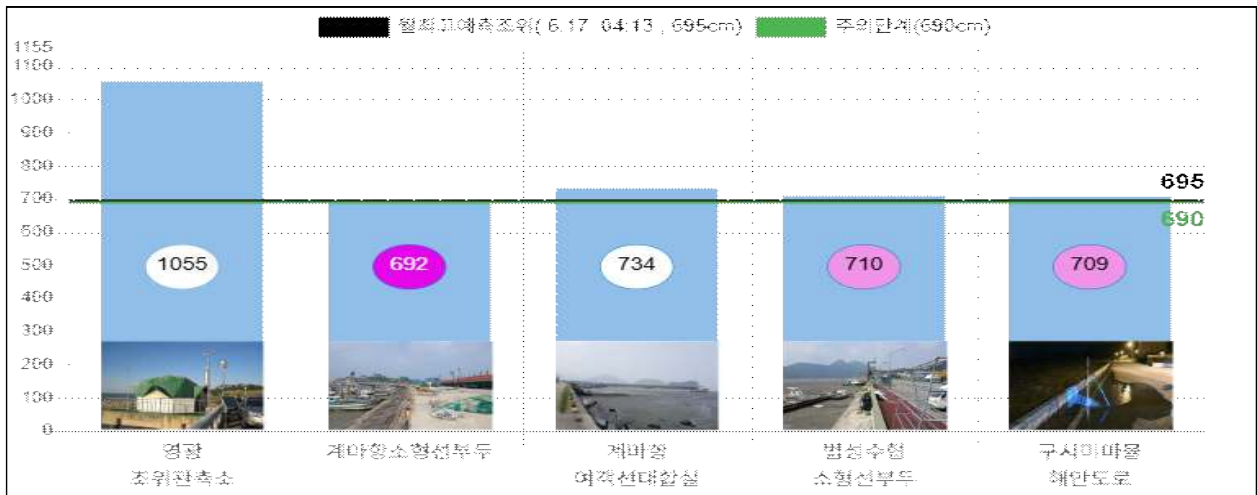 월최고예측조위( 6.17 04:13 , 695cm) 주의단계(690cm)
1155
1100
1000
900
800
700
600
500
400
300
200
100
0
695
690
1055
692
734
710
709
영광
조위관측소
계마항소형선부두
계마항
여객선대합실
법성수협
소형선부두
구시미마을
해안도로